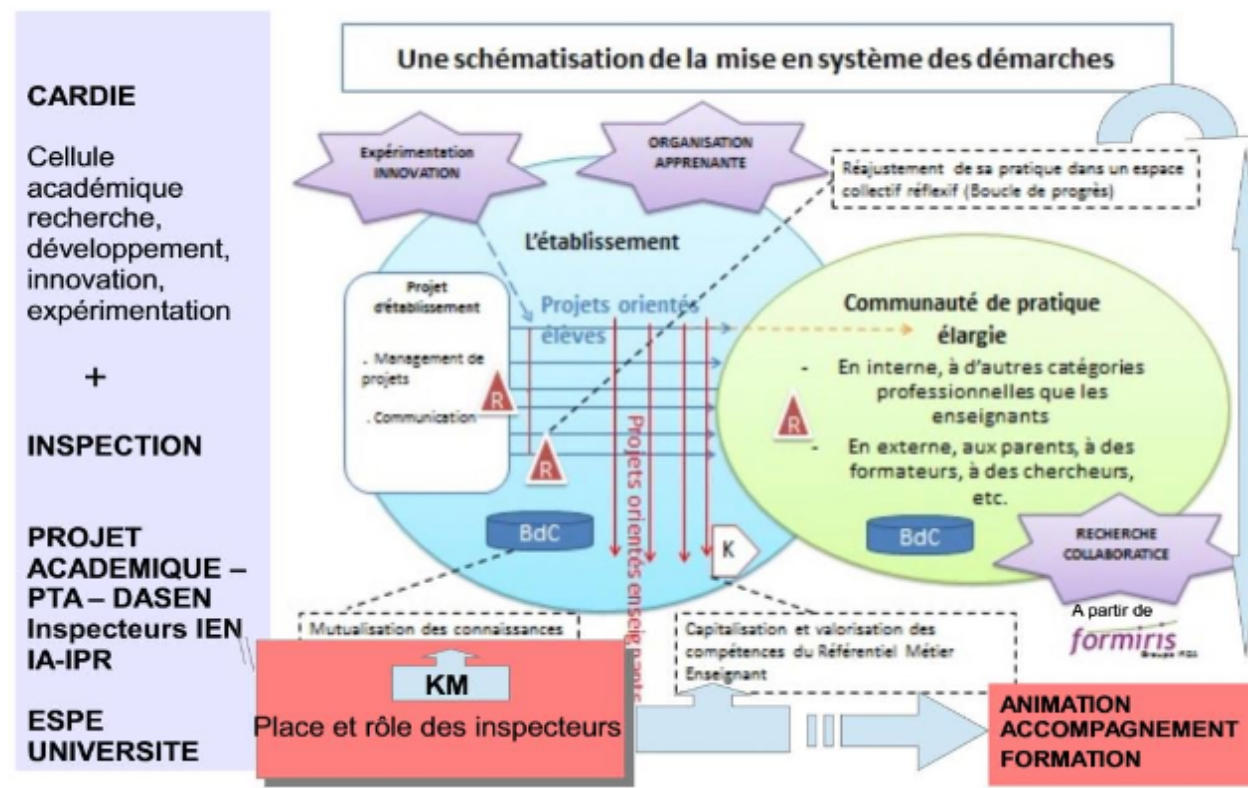 CARDIE
Cellule
académique
recherche,
développement,
innovation,
expérimentation
+
INSPECTION
PROJET
ACADEMIQUE –
PTA – DASEN
Inspecteurs IEN
IA-IPR
ESPE
UNIVERSITE
Une schématisation de la mise en système des démarches
Expérimentation
INNOVATION
ORGANISATION
APPRENANTE
Réajustement de sa pratique dans un espace
collectif réflexif (Boucle de progrès)
L'établissement
Projet
d'établissement
. Management de
projets
. Communication
Projets orientés
élèves
R
R
Projets orientés enseignants
BdC
K
Communauté de pratique
élargie
- En interne, à d'autres catégories
professionnelles que les
enseignants
- En externe, aux parents, à des
formateurs, à des chercheurs,
etc.
R
BdC
RECHERCHE
COLLABORATICE
A partir de
formiris
Mutualisation des connaissances
Capitalisation et valorisation des
compétences du Référentiel Métier
Enseignant
KM
Place et rôle des inspecteurs
ANIMATION
ACCOMPAGNEMENT
FORMATION